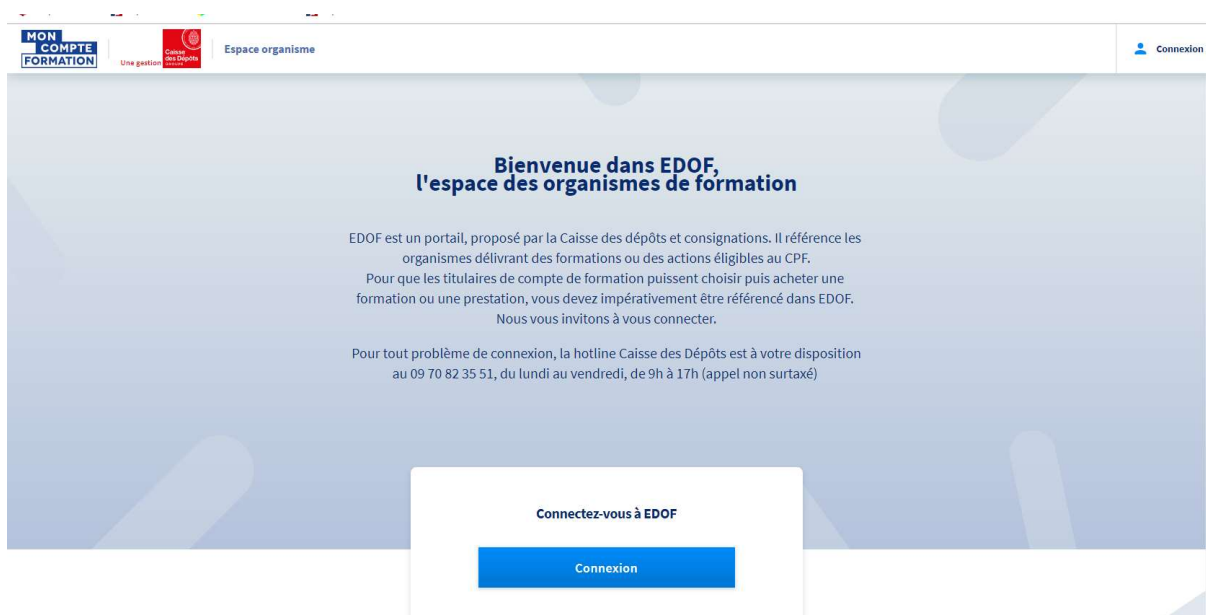 MON
COMPTE
FORMATION
Une gestion
Caisse
des Dépôts
GROUPE
Espace organisme
Connexion
Bienvenue dans EDOF,
l'espace des organismes de formation
EDOF est un portail, proposé par la Caisse des dépôts et consignations. Il référence les
organismes délivrant des formations ou des actions éligibles au CPF.
Pour que les titulaires de compte de formation puissent choisir puis acheter une
formation ou une prestation, vous devez impérativement être référencé dans EDOF.
Nous vous invitons à vous connecter.
Pour tout problème de connexion, la hotline Caisse des Dépôts est à votre disposition
au 09 70 82 35 51, du lundi au vendredi, de 9h à 17h (appel non surtaxé)
Connectez-vous à EDOF
Connexion